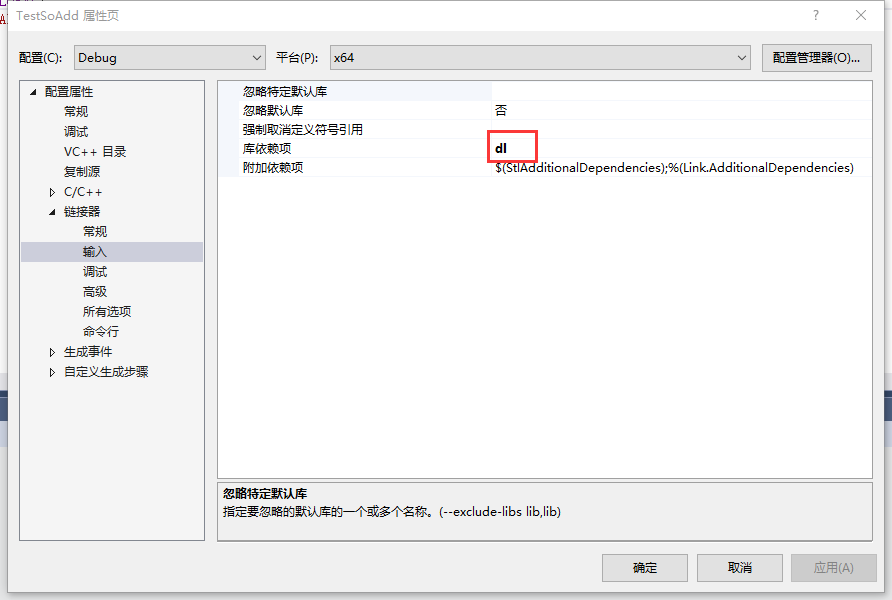 TestSoAdd 属性页
配置(C): Debug 平台(P): x64 配置管理器(O)...
配置属性
常规
调试
VC++ 目录
复制源
C/C++
链接器
常规
输入
调试
高级
所有选项
命令行
生成事件
自定义生成步骤
忽略特定默认库
忽略默认库 否
强制取消定义符号引用
库依赖项 dl
附加依赖项 $(StlAdditionalDependencies);%(Link.AdditionalDependencies)
忽略特定默认库
指定要忽略的默认库的一个或多个名称。(--exclude-libs lib,lib)
确定 取消 应用(A)